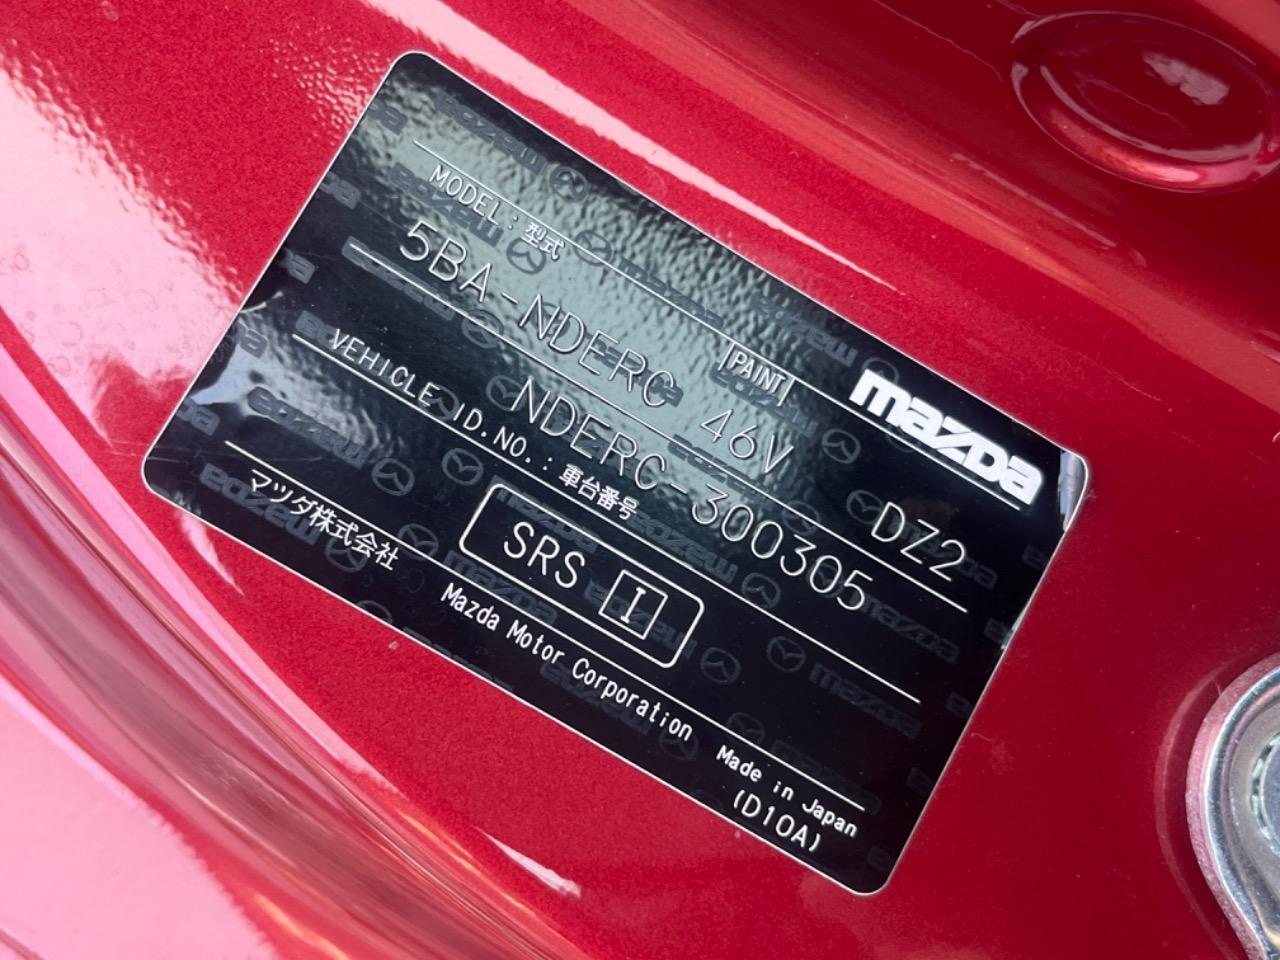 mazda
MODEL:型式
PAINT
5BA-NDERC 46V DZ2
NDERC-300305
VEHICLE ID.NO.:車台番号
SRS I
マツダ株式会社
Mazda Motor Corporation Made in Japan
(D10A)